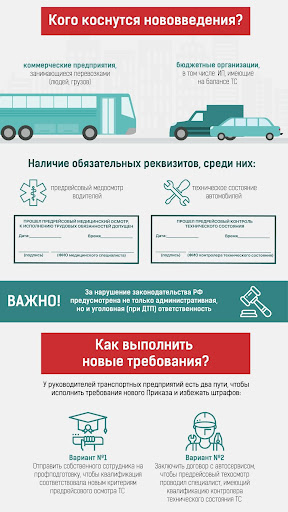 Кого коснутся нововведения?
коммерческие предприятия,
занимающиеся перевозками
(людей, грузов)
бюджетные организации,
в том числе ИП, имеющие
на балансе ТС
Наличие обязательных реквизитов, среди них:
предрейсовый медосмотр
водителей
техническое состояние
автомобилей
ПРОШЕЛ ПРЕДРЕЙСОВЫЙ МЕДИЦИНСКИЙ ОСМОТР,
К ИСПОЛНЕНИЮ ТРУДОВЫХ ОБЯЗАННОСТЕЙ ДОПУЩЕН
Дата: Время:
(подпись) (ФИО медицинского специалиста)
ПРОШЕЛ ПРЕДРЕЙСОВЫЙ КОНТРОЛЬ
ТЕХНИЧЕСКОГО СОСТОЯНИЯ
Дата: Время:
(подпись) (ФИО контролера технического состояния)
ВАЖНО!
За нарушение законодательства РФ
предусмотрена не только административная,
но и уголовная (при ДТП) ответственность
Как выполнить
новые требования?
У руководителей транспортных предприятий есть два пути, чтобы
исполнить требования нового Приказа и избежать штрафов:
Вариант №1
Отправить собственного сотрудника на
профподготовку, чтобы квалификация
соответствовала новым критериям
предрейсового осмотра ТС
Вариант №2
Заключить договор с автосервисом,
чтобы предрейсовый техосмотр
проводил специалист, имеющий
квалификацию контролера
технического состояния ТС